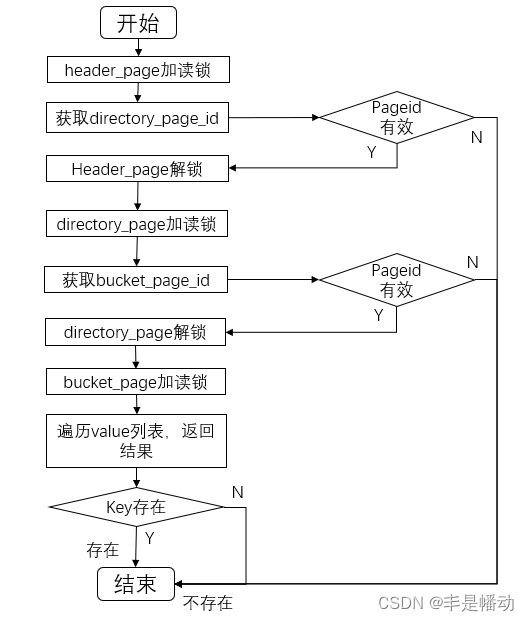 开始
header_page加读锁
获取directory_page_id
Pageid
有效
N
Y
Header_page解锁
directory_page加读锁
获取bucket_page_id
Pageid
有效
N
Y
directory_page解锁
bucket_page加读锁
遍历value列表，返回
结果
Key存在
N
Y
存在
结束
不存在
CSDN @丰是幡动